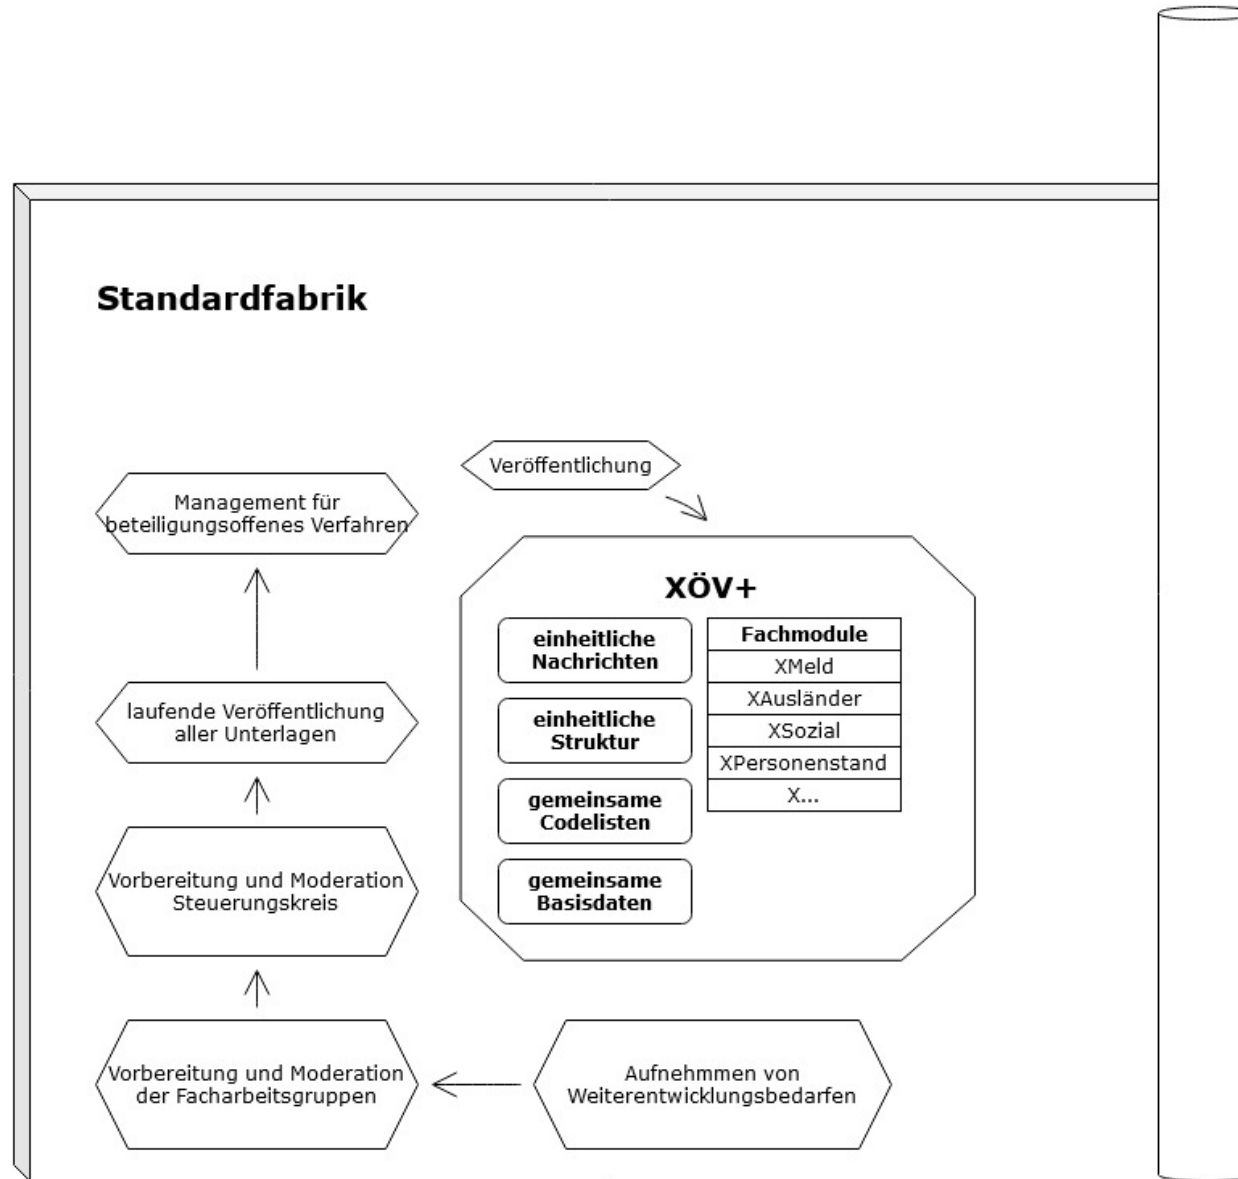 Standardfabrik
Veröffentlichung
Management für
beteiligungsoffenes Verfahren
XÖV+
einheitliche
Nachrichten
einheitliche
Struktur
gemeinsame
Codelisten
gemeinsame
Basisdaten
Fachmodule
XMeld
XAusländer
XSozial
XPersonenstand
X...
laufende Veröffentlichung
aller Unterlagen
Vorbereitung und Moderation
Steuerungskreis
Vorbereitung und Moderation
der Facharbeitsgruppen
Aufnehmmen von
Weiterentwicklungsbedarfen